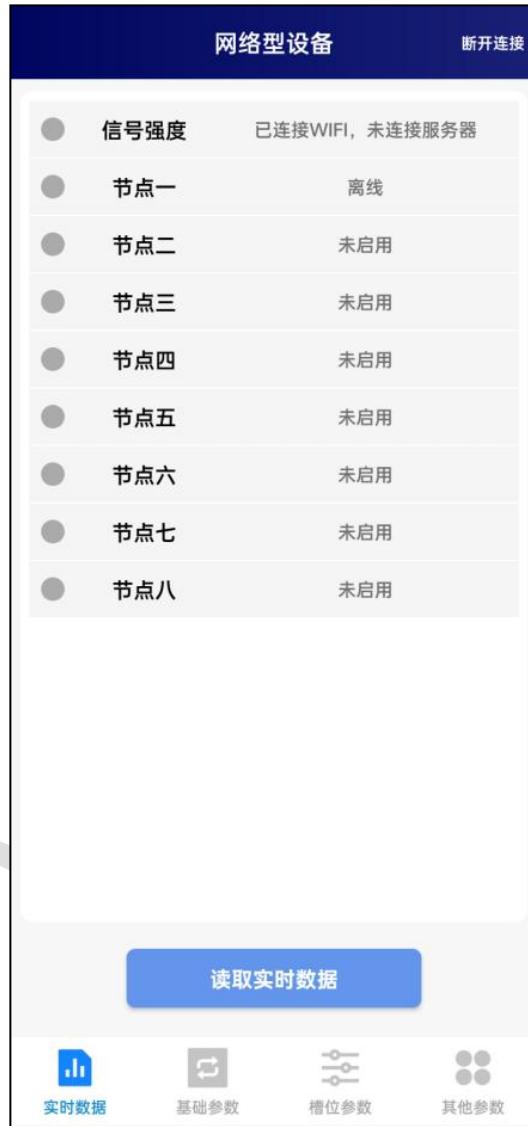 网络型设备 断开连接
信号强度 已连接WIFI，未连接服务器
节点一 离线
节点二 未启用
节点三 未启用
节点四 未启用
节点五 未启用
节点六 未启用
节点七 未启用
节点八 未启用
读取实时数据
实时数据 基础参数 槽位参数 其他参数